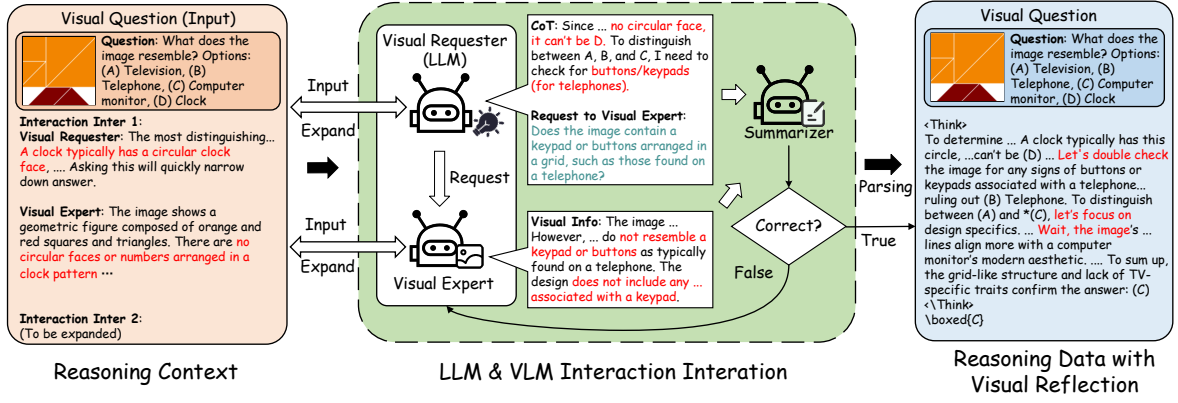 Visual Question (Input)
Question: What does the
image resemble? Options:
(A) Television, (B)
Telephone, (C) Computer
monitor, (D) Clock
Interaction Inter 1:
Visual Requester: The most distinguishing...
A clock typically has a circular clock
face, .... Asking this will quickly narrow
down answer.
Visual Expert: The image shows a
geometric figure composed of orange and
red squares and triangles. There are no
circular faces or numbers arranged in a
clock pattern ...
Interaction Inter 2:
(To be expanded)
Reasoning Context
Input
Expand
Input
Expand
Visual Requester
(LLM)
Request
Visual Expert
CoT: Since ... no circular face,
it can't be D. To distinguish
between A, B, and C, I need to
check for buttons/keypads
(for telephones).
Request to Visual Expert:
Does the image contain a
keypad or buttons arranged in
a grid, such as those found on
a telephone?
Visual Info: The image ...
However, ... do not resemble a
keypad or buttons as typically
found on a telephone. The
design does not include any ...
associated with a keypad.
Summarizer
Correct?
False
LLM & VLM Interaction Interation
Parsing
True
Visual Question
Question: What does the
image resemble? Options:
(A) Television, (B)
Telephone, (C) Computer
monitor, (D) Clock
<Think>
To determine ... A clock typically has this
circle, ...can't be (D) ... Let's double check
the image for any signs of buttons or
keypads associated with a telephone...
ruling out (B) Telephone. To distinguish
between (A) and *(C), let's focus on
design specifics. ... Wait, the image's ...
lines align more with a computer
monitor's modern aesthetic. .... To sum up,
the grid-like structure and lack of TV-
specific traits confirm the answer: (C)
<\Think>
\boxed{C}
Reasoning Data with
Visual Reflection